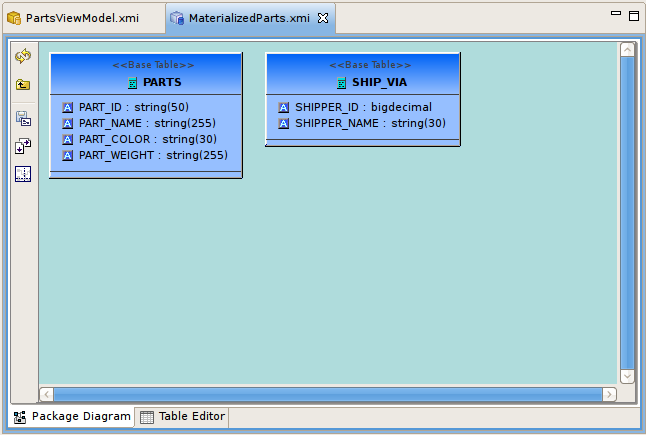 PartsViewModel.xmi
MaterializedParts.xmi
<<Base Table>>
PARTS
PART_ID : string(50)
PART_NAME : string(255)
PART_COLOR : string(30)
PART_WEIGHT : string(255)
<<Base Table>>
SHIP_VIA
SHIPPER_ID : bigdecimal
SHIPPER_NAME : string(30)
Package Diagram
Table Editor